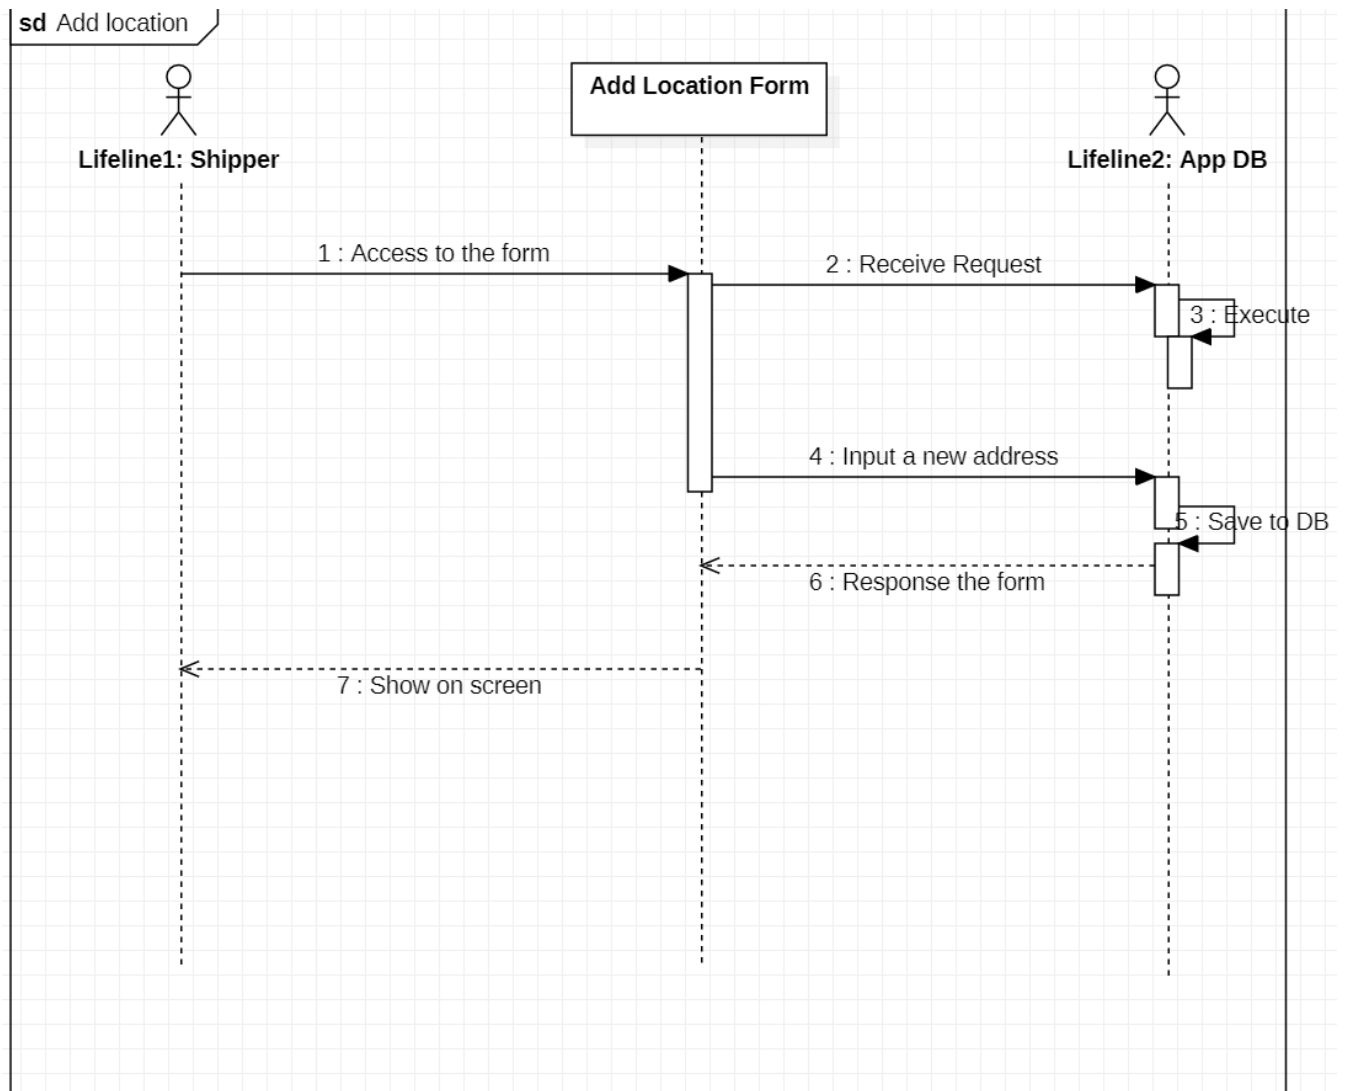 sd Add location
Add Location Form
Lifeline1: Shipper
Lifeline2: App DB
1 : Access to the form
2 : Receive Request
3 : Execute
4 : Input a new address
5 : Save to DB
6 : Response the form
7 : Show on screen